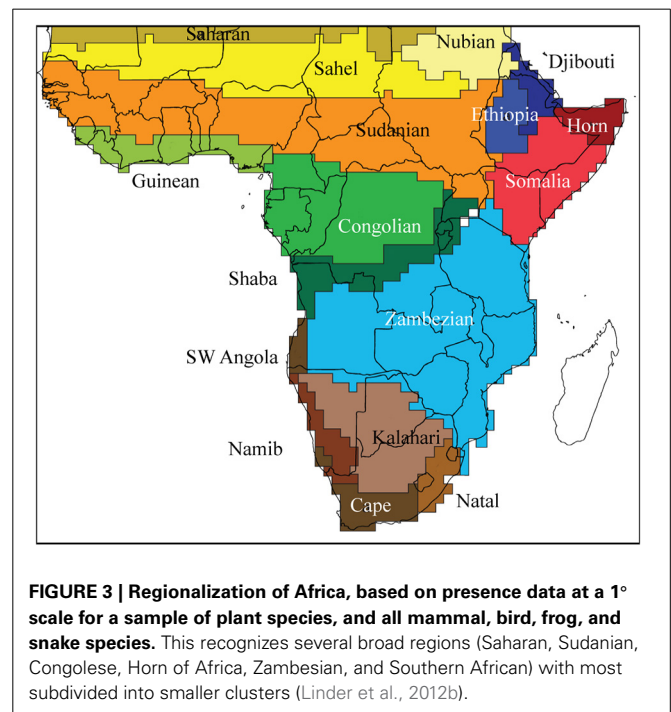 Saharan
Nubian
Djibouti
Sahel
Ethiopia
Horn
Sudanian
Guinean
Somalia
Congolian
Shaba
Zambezian
SW Angola
Namib
Kalahari
Cape
Natal
FIGURE 3 | Regionalization of Africa, based on presence data at a 1°
scale for a sample of plant species, and all mammal, bird, frog, and
snake species. This recognizes several broad regions (Saharan, Sudanian,
Congolese, Horn of Africa, Zambesian, and Southern African) with most
subdivided into smaller clusters (Linder et al., 2012b).